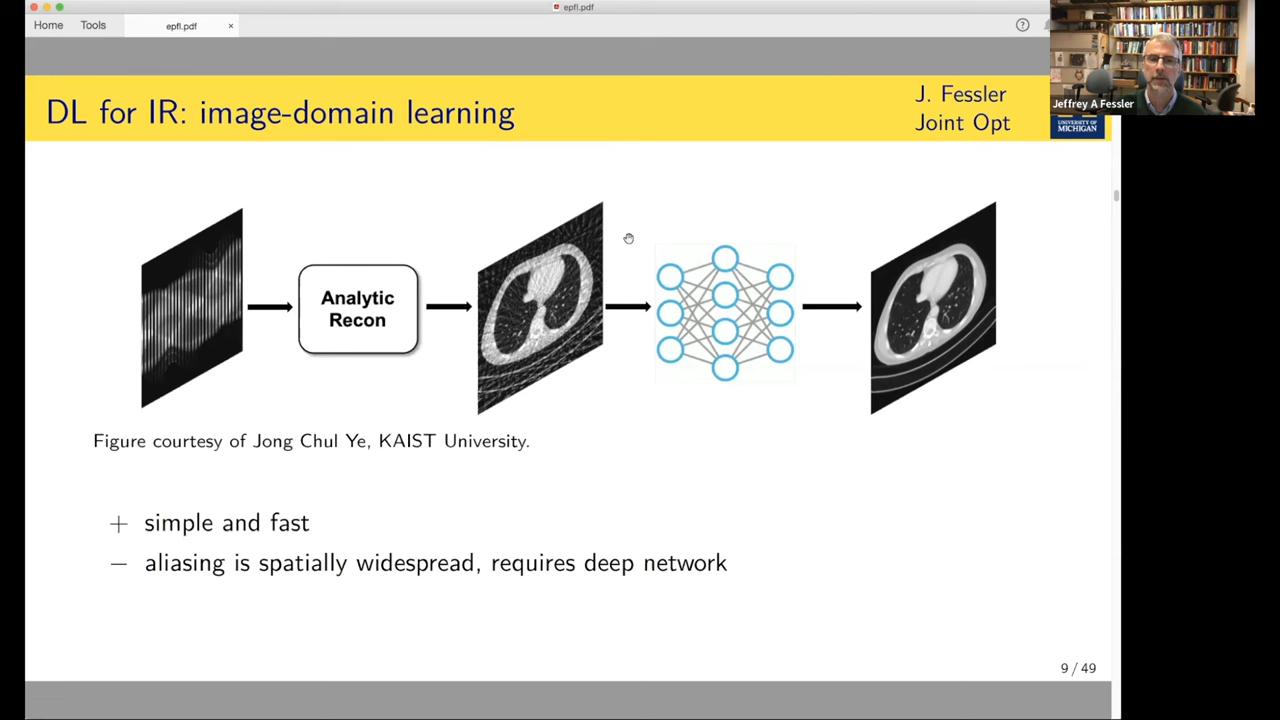 epfl.pdf
Home
Tools
epfl.pdf
×
?
Jeffrey A Fessler
DL for IR: image-domain learning
J. Fessler
Joint Opt
UNIVERSITY OF
MICHIGAN
Analytic
Recon
Figure courtesy of Jong Chul Ye, KAIST University.
+ simple and fast
− aliasing is spatially widespread, requires deep network
9 / 49